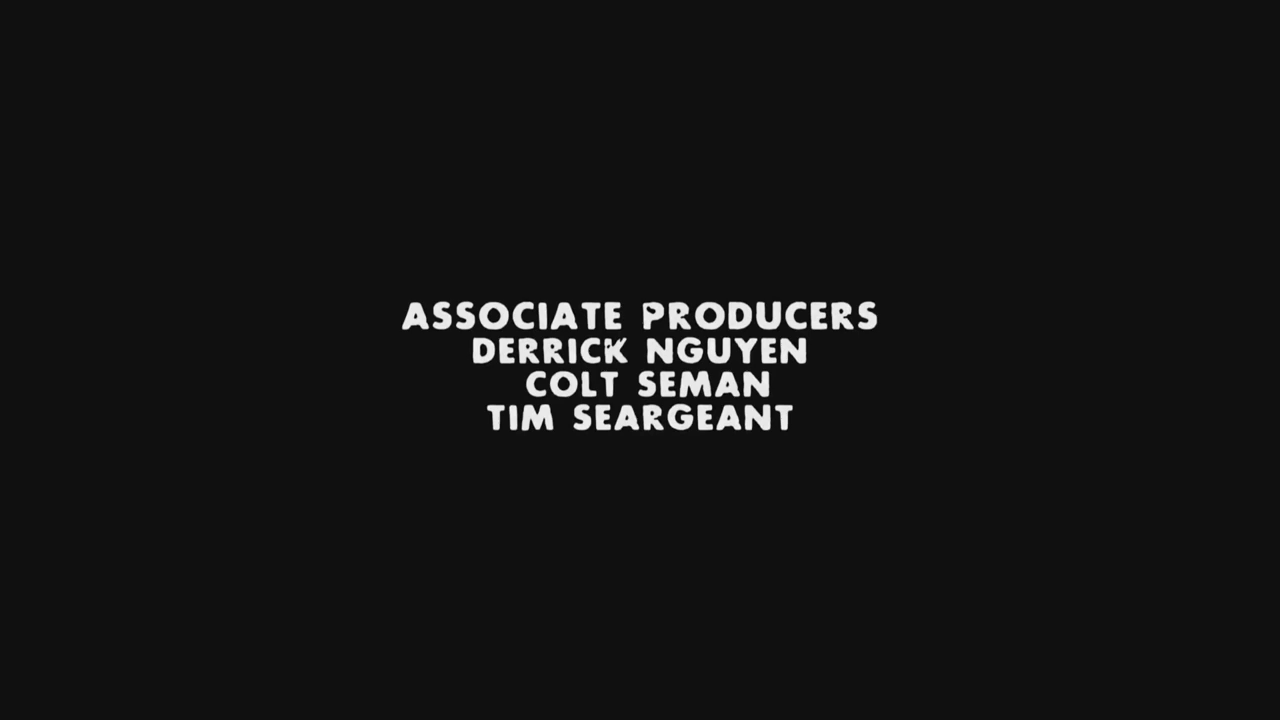 ASSOCIATE PRODUCERS
DERRICK NGUYEN
COLT SEMAN
TIM SEARGEANT